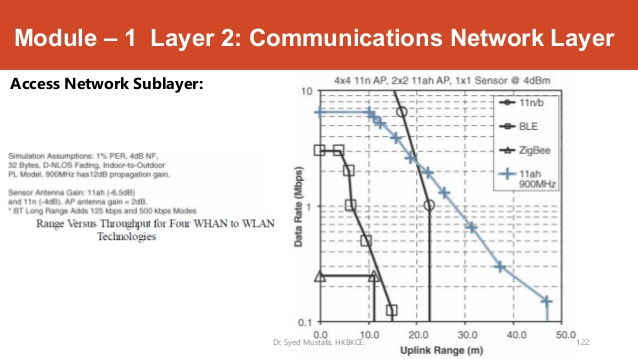 Module – 1 Layer 2: Communications Network Layer
Access Network Sublayer:
Simulation Assumptions: 1% PER, 4dB NF,
32 Bytes, D-NLOS Fading, Indoor-to-Outdoor
PL Model. 900MHz has12dB propagation gain.
Sensor Antenna Gain: 11ah (-6.5dB)
and 11n (-4dB). AP antenna gain = 2dB.
* BT Long Range Adds 125 kbps and 500 kbps Modes
Range Versus Throughput for Four WHAN to WLAN
Technologies
4x4 11n AP, 2x2 11ah AP, 1x1 Sensor @ 4dBm
11n/b
BLE
ZigBee
11ah
900MHz
Data Rate (Mbps)
10
1
0.1
0.0 10.0 20.0 30.0 40.0 50.0
Uplink Range (m)
Dr. Syed Mustafa, HKBKCE.
122